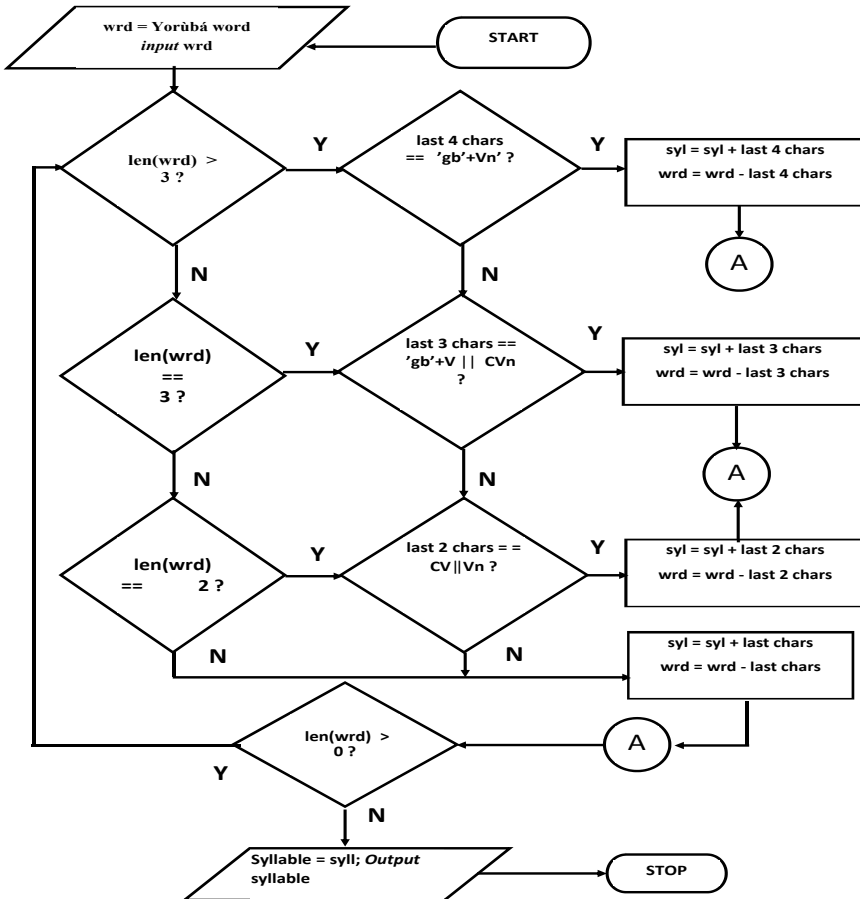 wrd = Yorùbá word
input wrd
START
len(wrd) >
3 ?
Y
last 4 chars
== 'gb'+Vn' ?
Y
syl = syl + last 4 chars
wrd = wrd - last 4 chars
A
N
N
len(wrd)
==
3 ?
Y
last 3 chars ==
'gb'+V || CVn
?
Y
syl = syl + last 3 chars
wrd = wrd - last 3 chars
A
N
N
len(wrd)
== 2 ?
Y
last 2 chars = =
CV||Vn ?
Y
syl = syl + last 2 chars
wrd = wrd - last 2 chars
N
N
syl = syl + last chars
wrd = wrd - last chars
len(wrd) >
0 ?
A
Y
N
Syllable = syll; Output
syllable
STOP